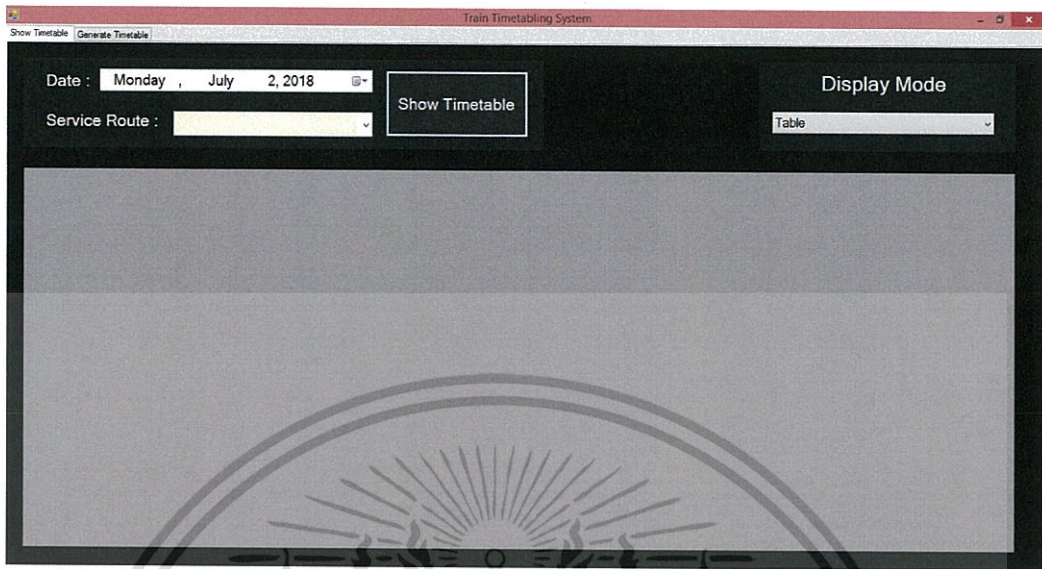 Train Timetabling System
Show Timetable Generate Timetable
Date : Monday , July 2, 2018
Show Timetable
Service Route :
Display Mode
Table